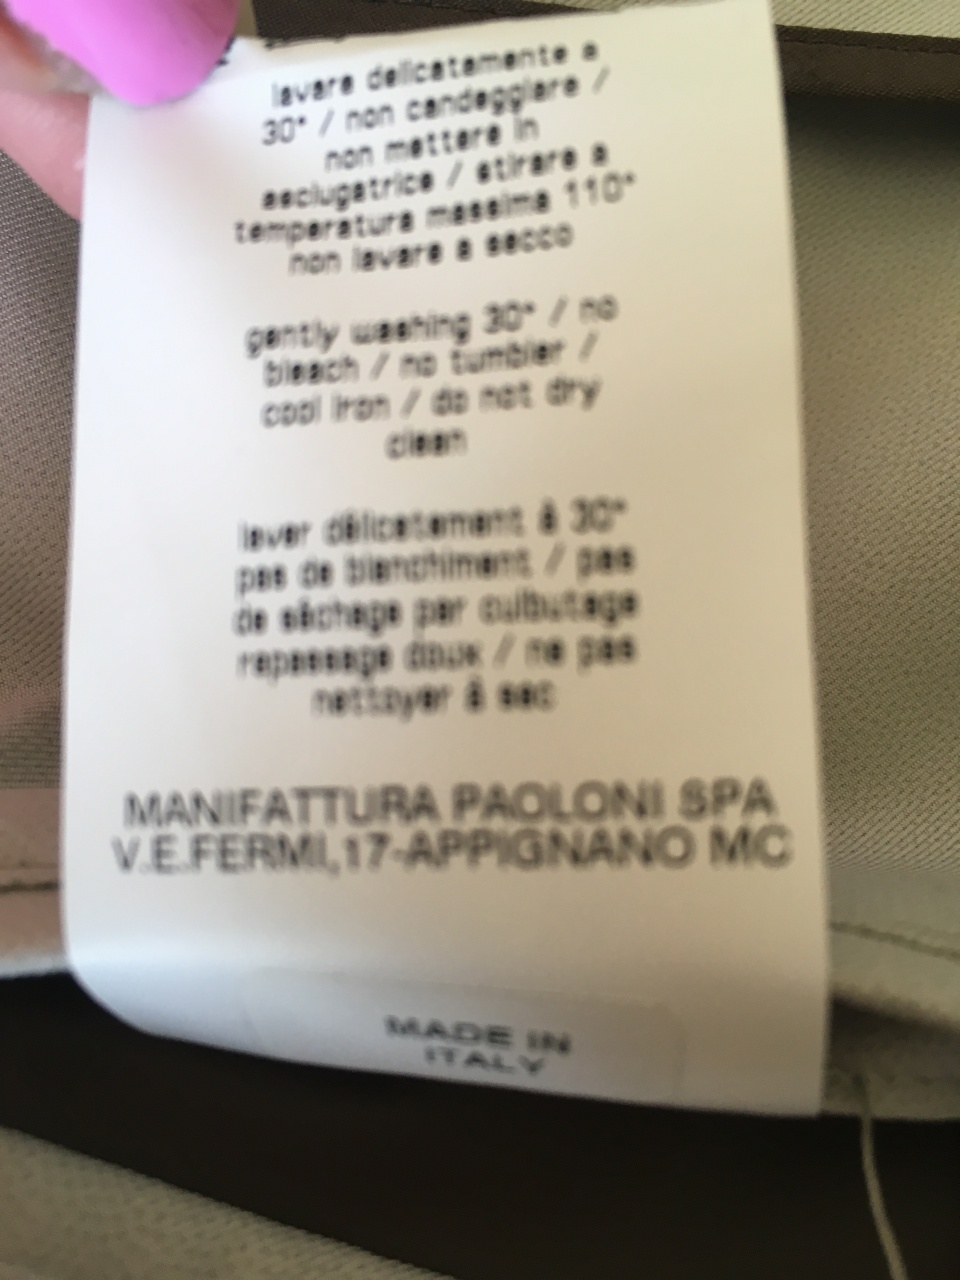 lavare delicatamente a
30° / non candeggiare /
non mettere in
asciugatrice / stirare a
temperatura massima 110°
non lavare a secco
gently washing 30° / no
bleach / no tumbler /
cool iron / do not dry
clean
laver délicatement à 30°
pas de blanchiment / pas
de séchage par culbutage
repassage doux / ne pas
nettoyer à sec
MANIFATTURA PAOLONI SPA
V.E.FERMI,17-APPIGNANO MC
MADE IN
ITALY